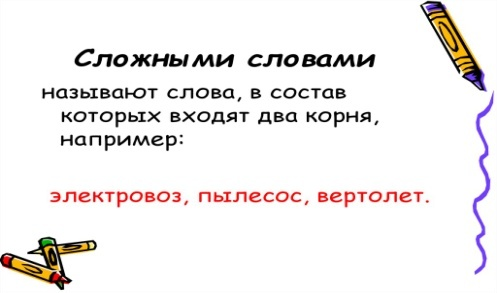 Сложными словами
называют слова, в состав
которых входят два корня,
например:
электровоз, пылесос, вертолет.